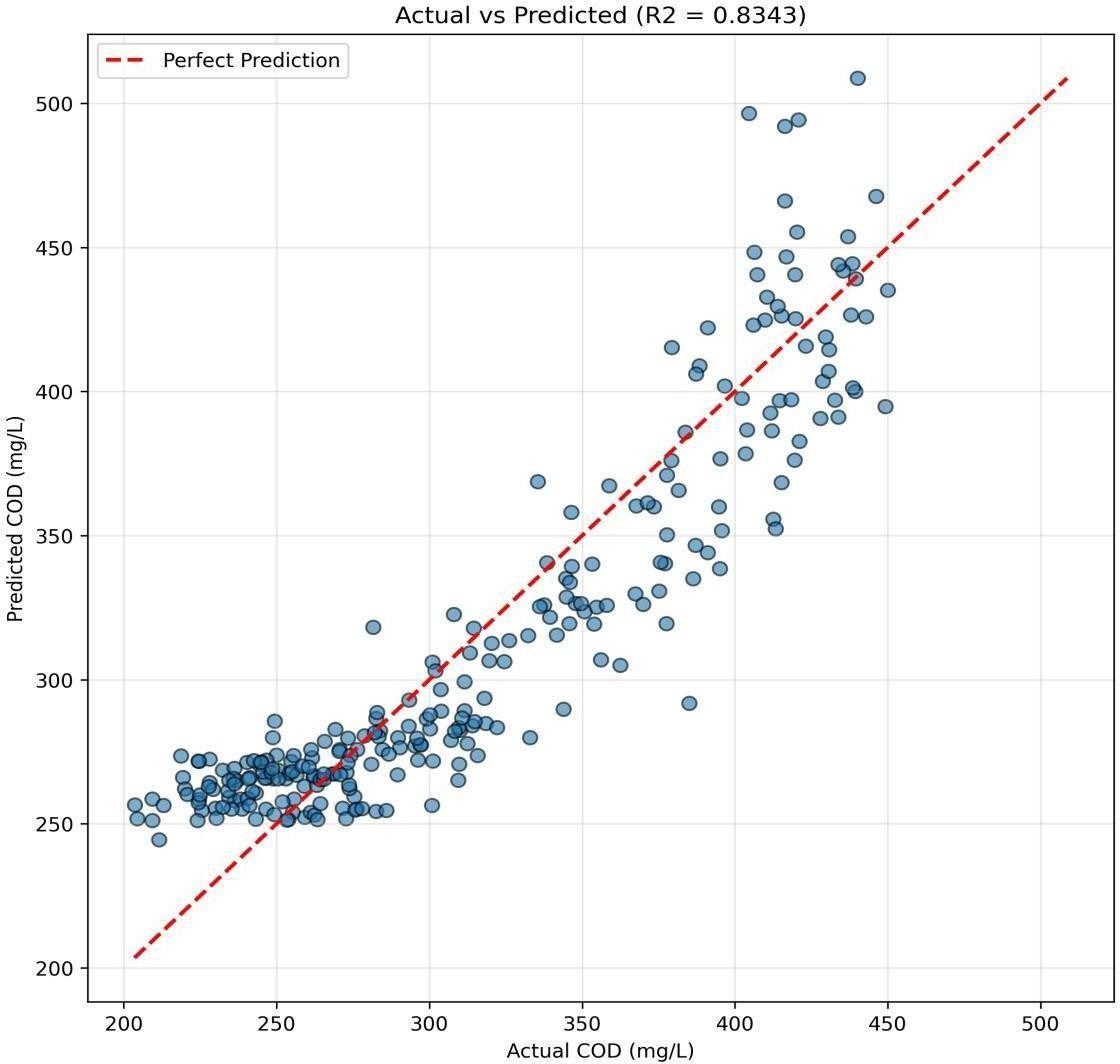 Actual vs Predicted (R2 = 0.8343)
Perfect Prediction
500
450
400
350
300
250
200
Predicted COD (mg/L)
200 250 300 350 400 450 500
Actual COD (mg/L)